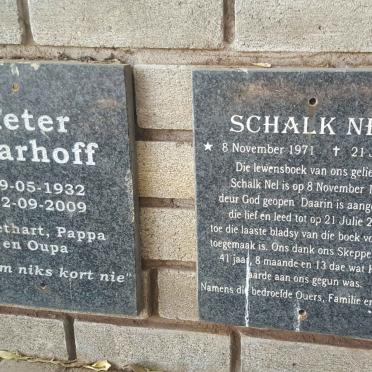 eter
arhoff
9-05-1932
2-09-2009
ethart, Pappa
en Oupa
m niks kort nie"
SCHALK NE
8 November 1971 † 21 J
Die lewensboek van ons gelie
Schalk Nel is op 8 November 1
deur God geopen. Daarin is aange
die lief en leed tot op 21 Julie 2
toe die laaste bladsy van die boek vo
toegemaak is. Ons dank ons Skeppe
41 jaar, 8 maande en 13 dae wat h
aarde aan ons gegun was.
Namens die bedroefde Ouers, Familie en